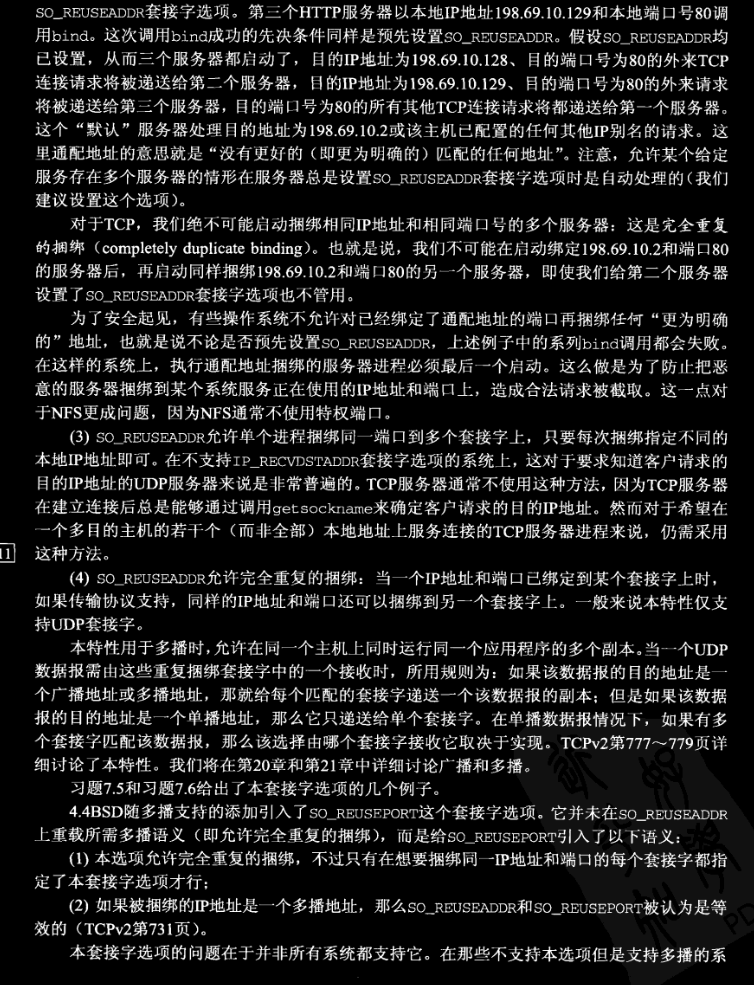 SO_REUSEADDR套接字选项。第三个HTTP服务器以本地IP地址198.69.10.129和本地端口号80调
用bind。这次调用bind成功的先决条件同样是预先设置SO_REUSEADDR。假设SO_REUSEADDR均
已设置，从而三个服务器都启动了，目的IP地址为198.69.10.128、目的端口号为80的外来TCP
连接请求将被递送给第二个服务器，目的IP地址为198.69.10.129、目的端口号为80的外来请求
将被递送给第三个服务器，目的端口号为80的所有其他TCP连接请求将都递送给第一个服务器。
这个“默认”服务器处理目的地址为198.69.10.2或该主机已配置的任何其他IP别名的请求。这
里通配地址的意思就是“没有更好的（即更为明确的）匹配的任何地址”。注意，允许某个给定
服务存在多个服务器的情形在服务器总是设置SO_REUSEADDR套接字选项时是自动处理的（我们
建议设置这个选项）。
对于TCP，我们绝不可能启动捆绑相同IP地址和相同端口号的多个服务器：这是完全重复
的捆绑（completely duplicate binding）。也就是说，我们不可能在启动绑定198.69.10.2和端口80
的服务器后，再启动同样捆绑198.69.10.2和端口80的另一个服务器，即使我们给第二个服务器
设置了SO_REUSEADDR套接字选项也不管用。
为了安全起见，有些操作系统不允许对已经绑定了通配地址的端口再捆绑任何“更为明确
的”地址，也就是说不论是否预先设置SO_REUSEADDR，上述例子中的系列bind调用都会失败。
在这样的系统上，执行通配地址捆绑的服务器进程必须最后一个启动。这么做是为了防止把恶
意的服务器捆绑到某个系统服务正在使用的IP地址和端口上，造成合法请求被截取。这一点对
于NFS更成问题，因为NFS通常不使用特权端口。
(3) SO_REUSEADDR允许单个进程捆绑同一端口到多个套接字上，只要每次捆绑指定不同的
本地IP地址即可。在不支持IP_RECVDSTADDR套接字选项的系统上，这对于要求知道客户请求的
目的IP地址的UDP服务器来说是非常普遍的。TCP服务器通常不使用这种方法，因为TCP服务器
在建立连接后总是能够通过调用getsockname来确定客户请求的目的IP地址。然而对于希望在
一个多目的主机的若干个（而非全部）本地地址上服务连接的TCP服务器进程来说，仍需采用
11 这种方法。
(4) SO_REUSEADDR允许完全重复的捆绑：当一个IP地址和端口已绑定到某个套接字上时，
如果传输协议支持，同样的IP地址和端口还可以捆绑到另一个套接字上。一般来说本特性仅支
持UDP套接字。
本特性用于多播时，允许在同一个主机上同时运行同一个应用程序的多个副本。当一个UDP
数据报需由这些重复捆绑套接字中的一个接收时，所用规则为：如果该数据报的目的地址是一
个广播地址或多播地址，那就给每个匹配的套接字递送一个该数据报的副本；但是如果该数据
报的目的地址是一个单播地址，那么它只递送给单个套接字。在单播数据报情况下，如果有多
个套接字匹配该数据报，那么该选择由哪个套接字接收它取决于实现。TCPv2第777～779页详
细讨论了本特性。我们将在第20章和第21章中详细讨论广播和多播。
习题7.5和习题7.6给出了本套接字选项的几个例子。
4.4BSD随多播支持的添加引入了SO_REUSEPORT这个套接字选项。它并未在SO_REUSEADDR
上重载所需多播语义（即允许完全重复的捆绑），而是给SO_REUSEPORT引入了以下语义：
(1) 本选项允许完全重复的捆绑，不过只有在想要捆绑同一IP地址和端口的每个套接字都指
定了本套接字选项才行；
(2) 如果被捆绑的IP地址是一个多播地址，那么SO_REUSEADDR和SO_REUSEPORT被认为是等
效的（TCPv2第731页）。
本套接字选项的问题在于并非所有系统都支持它。在那些不支持本选项但是支持多播的系